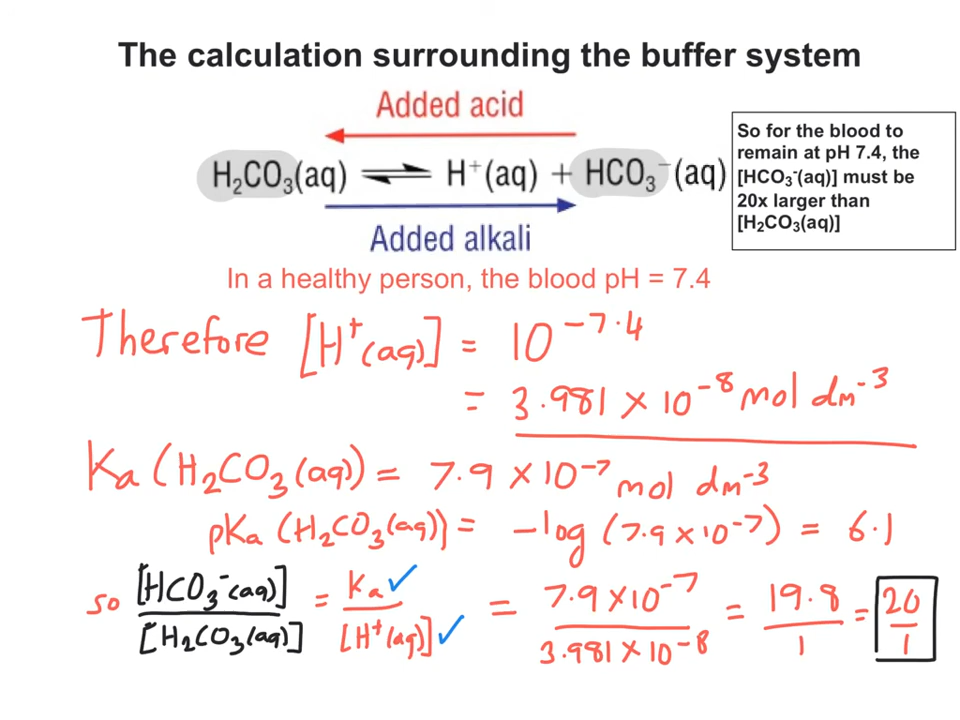 The calculation surrounding the buffer system
Added acid
H₂CO₃(aq) ⇌ H⁺(aq) + HCO₃⁻(aq)
Added alkali
So for the blood to
remain at pH 7.4, the
[HCO₃⁻(aq)] must be
20x larger than
[H₂CO₃(aq)]
In a healthy person, the blood pH = 7.4
Therefore [H⁺(aq)] = 10⁻⁷·⁴
= 3.981 × 10⁻⁸ mol dm⁻³
Ka (H₂CO₃(aq)) = 7.9 × 10⁻⁷ mol dm⁻³
pKa (H₂CO₃(aq)) = -log (7.9 × 10⁻⁷) = 6.1
so [HCO₃⁻(aq)] / [H₂CO₃(aq)] = Ka ✓ / [H⁺(aq)] ✓ = 7.9 × 10⁻⁷ / 3.981 × 10⁻⁸ = 19.8 / 1 = 20 / 1